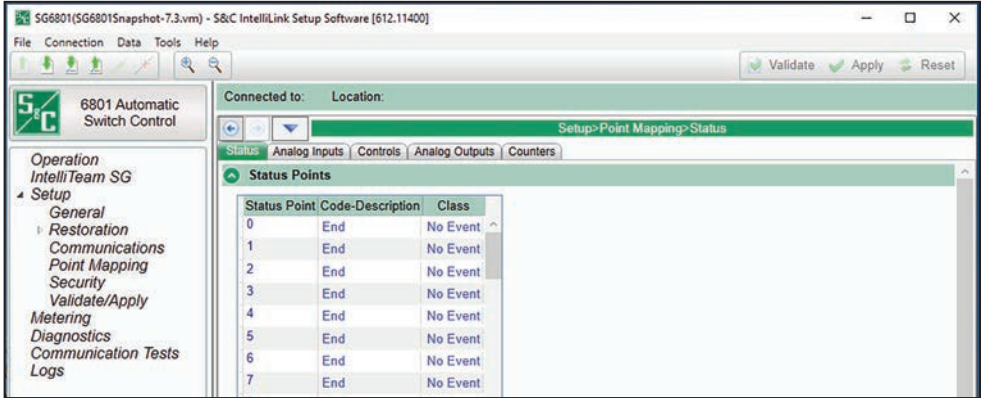 SG6801(SG6801Snapshot-7.3.vm) - S&C IntelliLink Setup Software [612.11400]
File Connection Data Tools Help
Validate Apply Reset
S&C
6801 Automatic
Switch Control
Connected to: Location:
Setup>Point Mapping>Status
Status Analog Inputs Controls Analog Outputs Counters
Operation
IntelliTeam SG
Setup
General
Restoration
Communications
Point Mapping
Security
Validate/Apply
Metering
Diagnostics
Communication Tests
Logs
Status Points
Status Point Code-Description Class
0 End No Event
1 End No Event
2 End No Event
3 End No Event
4 End No Event
5 End No Event
6 End No Event
7 End No Event